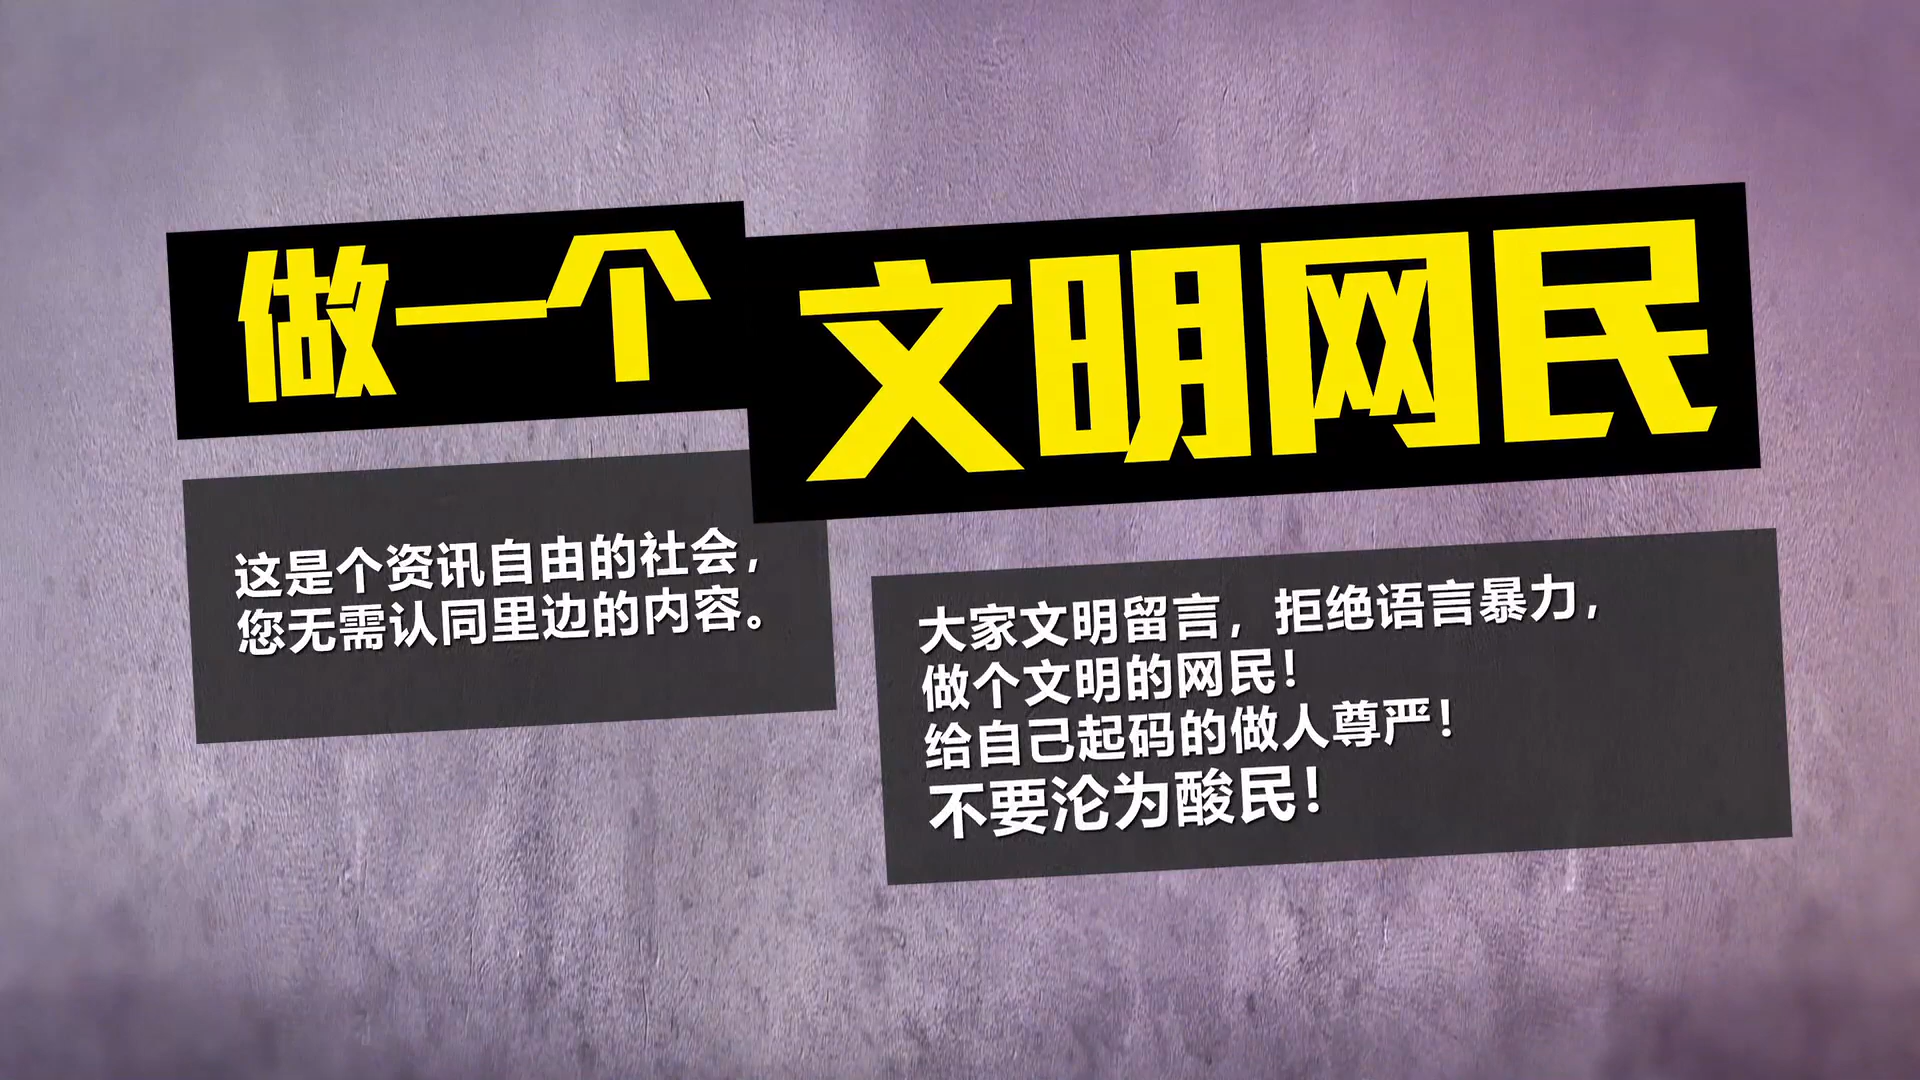 做一个
文明网民
这是个资讯自由的社会，
您无需认同里边的内容。
大家文明留言，拒绝语言暴力，
做个文明的网民！
给自己起码的做人尊严！
不要沦为酸民！